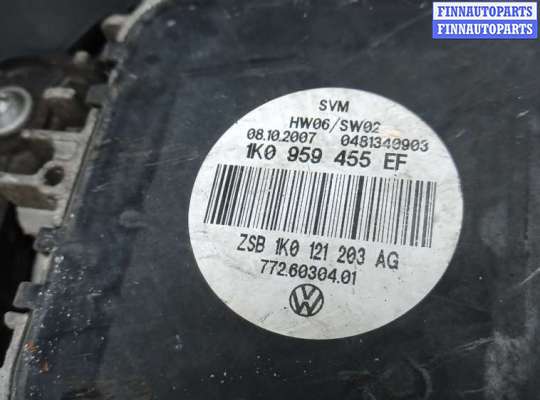 FINNAUTOPARTS
FINNAUTOPARTS
SVM
HW06/SW02
08.10.2007 0481340903
1K0 959 455 EF
ZSB 1K0 121 203 AG
772.60304.01